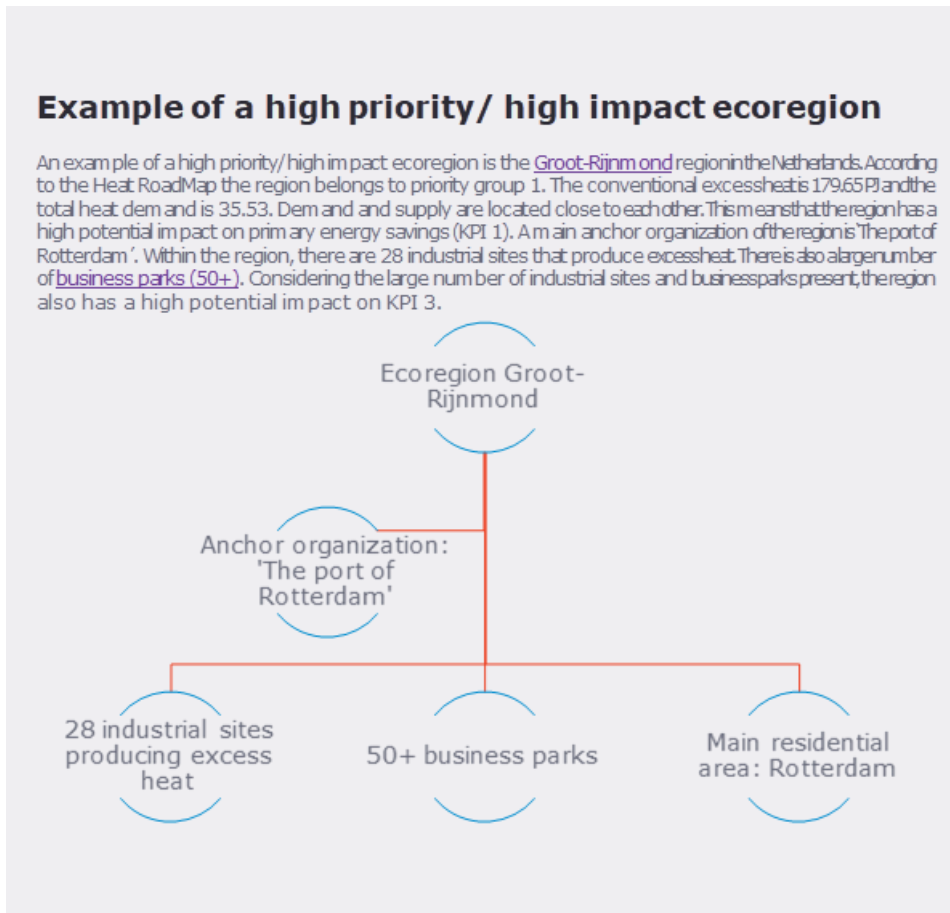 Example of a high priority/ high impact ecoregion
An example of a high priority/high impact ecoregion is the Groot-Rijnmond region in the Netherlands. According
to the Heat RoadMap the region belongs to priority group 1. The conventional excess heat is 179.65 PJ and the
total heat demand is 35.53. Demand and supply are located close to each other. This means that the region has a
high potential impact on primary energy savings (KPI 1). A main anchor organization of the region is ‘The port of
Rotterdam’. Within the region, there are 28 industrial sites that produce excess heat. There is also a large number
of business parks (50+). Considering the large number of industrial sites and business parks present, the region
also has a high potential impact on KPI 3.
Ecoregion Groot-
Rijnmond
Anchor organization:
'The port of
Rotterdam'
28 industrial sites
producing excess
heat
50+ business parks
Main residential
area: Rotterdam